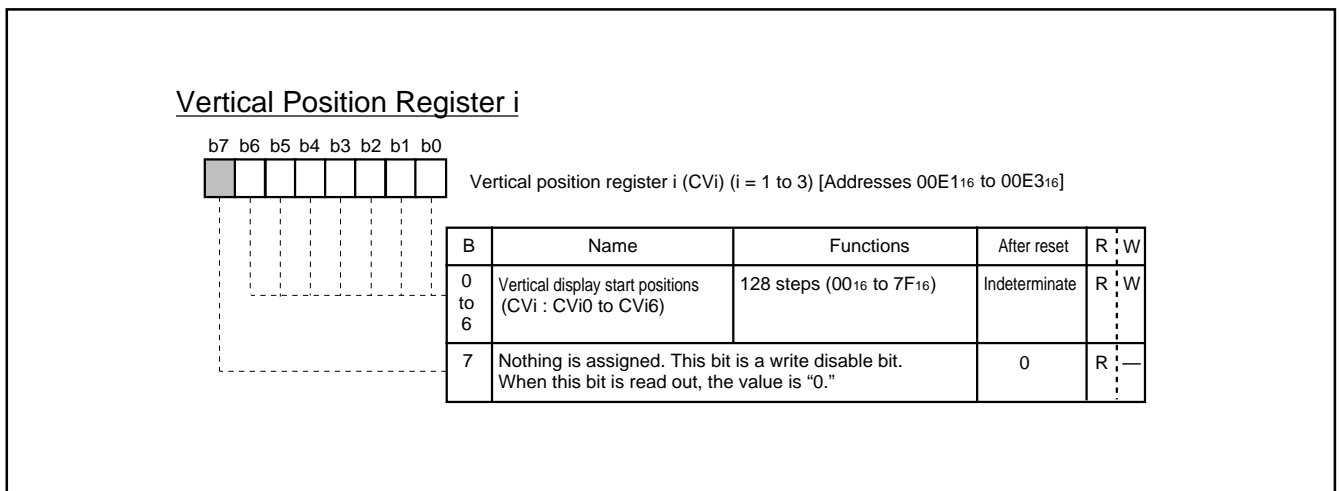 Vertical Position Register i
b7 b6 b5 b4 b3 b2 b1 b0
Vertical position register i (CVi) (i = 1 to 3) [Addresses 00E116 to 00E316]
B Name Functions After reset R W
0 to 6 Vertical display start positions (CVi : CVi0 to CVi6) 128 steps (0016 to 7F16) Indeterminate R W
7 Nothing is assigned. This bit is a write disable bit. When this bit is read out, the value is “0.” 0 R —